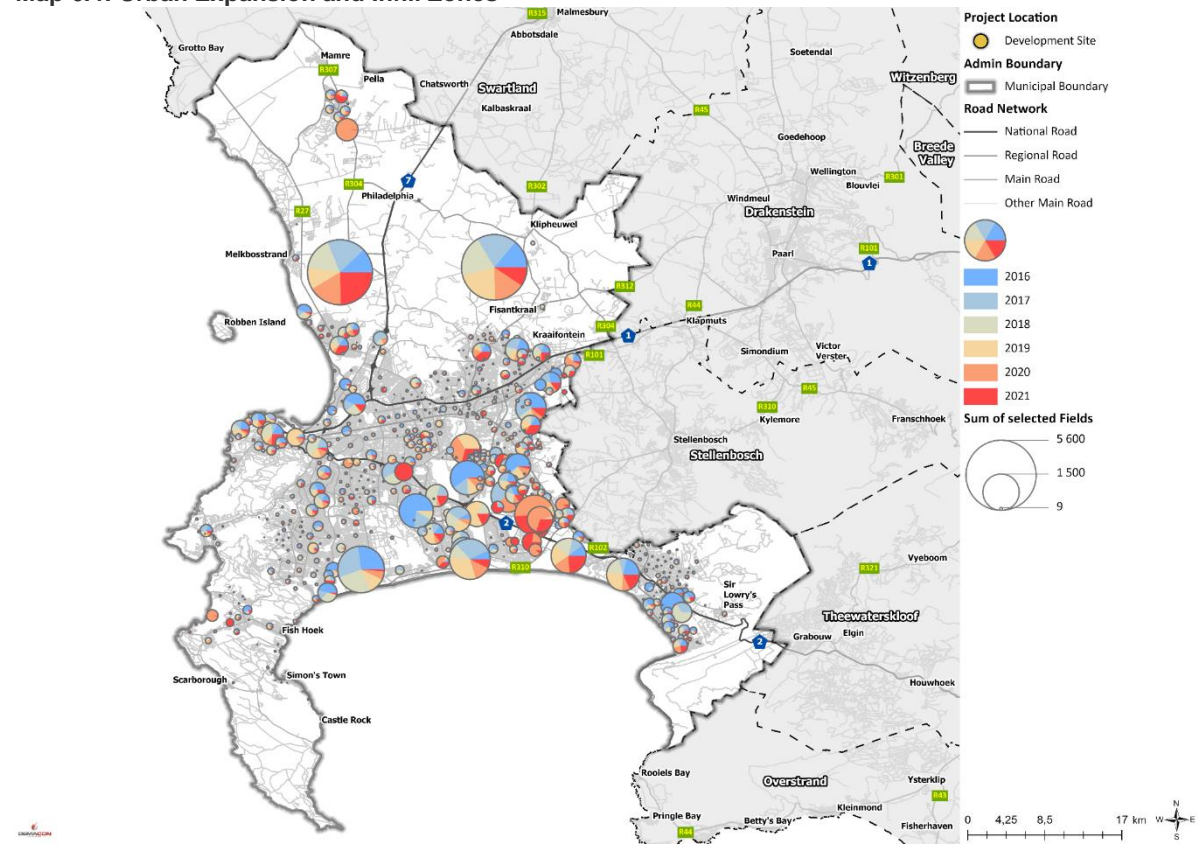 Grotto Bay
R315
Malmesbury
Abbotsdale
Mamre
R307
Pella
Chatsworth
Swartland
Kalbaskraal
Soetendal
Witzenberg
R45
Goedehoop
Breede
Valley
Wellington
Blouvlei
R301
7
R304
Philadelphia
R302
R27
Windmeul
Drakenstein
Klipheuwel
Melkbosstrand
Paarl
R101
1
R312
Fisantkraal
R44
Klapmuts
Robben Island
Kraaifontein
R304
1
R101
Simondium
Victor
Verster
R45
R310
Kylemore
Franschhoek
Stellenbosch
Stellenbosch
2
R102
R310
Vyeboom
R321
Sir
Lowry's
Pass
Theewaterskloof
Fish Hoek
2
Grabouw
Elgin
Scarborough
Simon's Town
Houwhoek
Castle Rock
Rooiels Bay
Overstrand
Ysterklip
R43
Pringle Bay
Betty's Bay
Kleinmond
Fisherhaven
R44
DEMACON
Project Location
Development Site
Admin Boundary
Municipal Boundary
Road Network
National Road
Regional Road
Main Road
Other Main Road
2016
2017
2018
2019
2020
2021
Sum of selected Fields
5 600
1 500
9
N
W
E
S
0 4,25 8,5 17 km